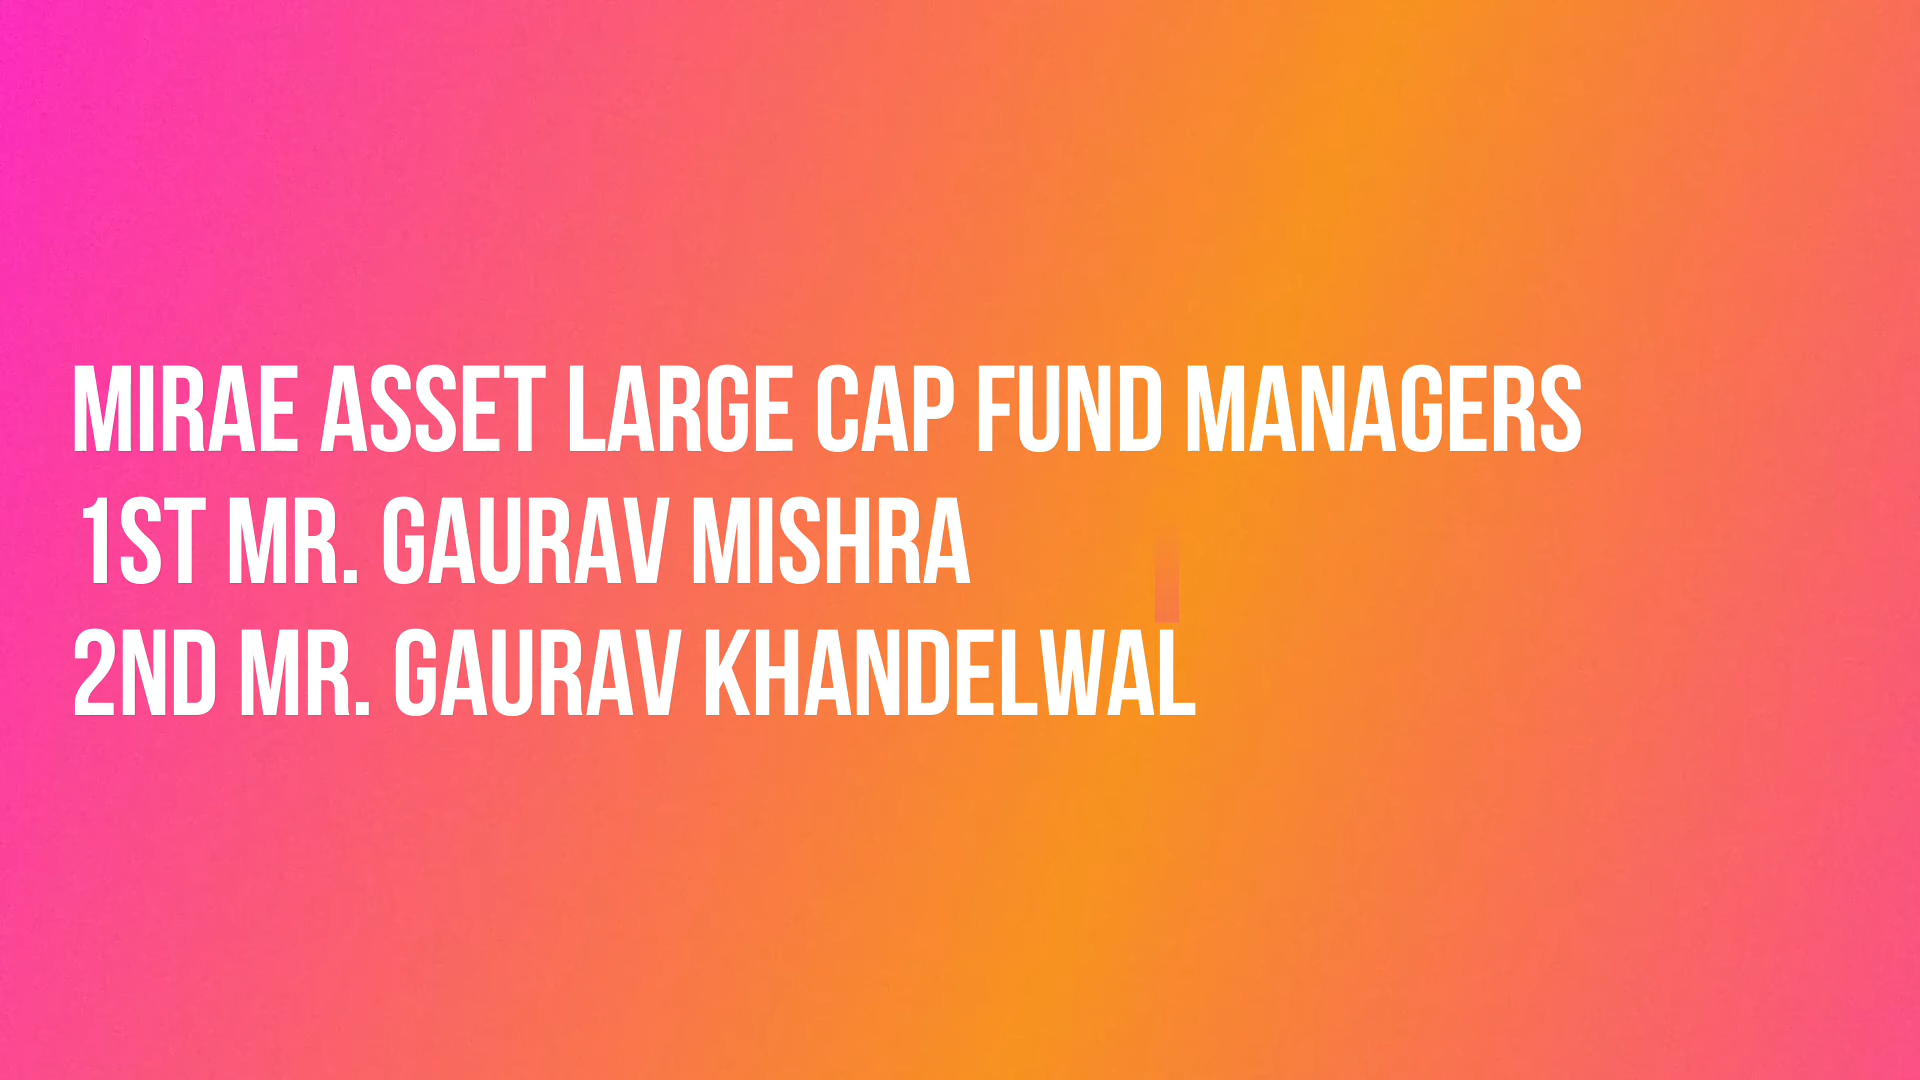 MIRAE ASSET LARGE CAP FUND MANAGERS
1ST MR. GAURAV MISHRA
2ND MR. GAURAV KHANDELWAL